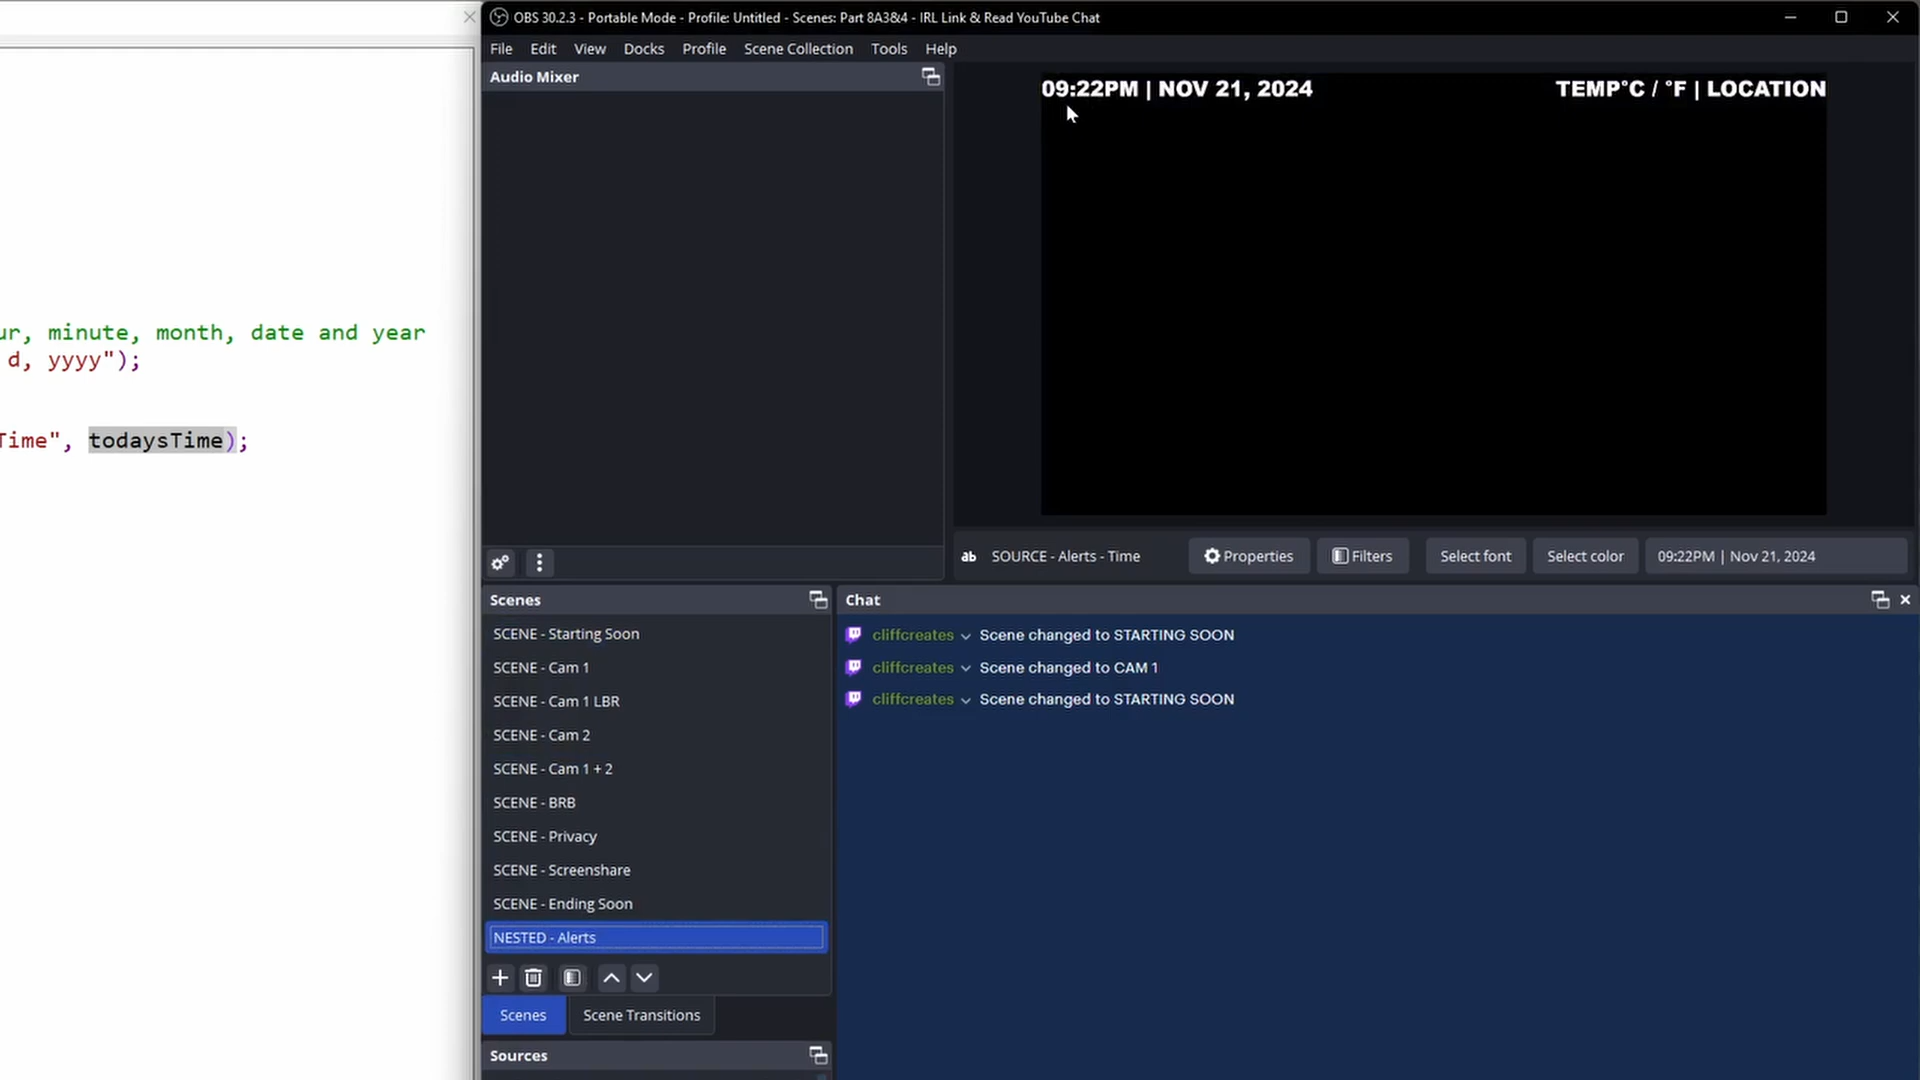 OBS 30.2.3 - Portable Mode - Profile: Untitled - Scenes: Part 8A3&4 - IRL Link & Read YouTube Chat
File Edit View Docks Profile Scene Collection Tools Help
Audio Mixer
09:22PM | NOV 21, 2024
TEMP°C / °F | LOCATION
ur, minute, month, date and year
d, yyyy");
Time", todaysTime);
ab SOURCE - Alerts - Time Properties Filters Select font Select color 09:22PM | Nov 21, 2024
Scenes
SCENE - Starting Soon
SCENE - Cam 1
SCENE - Cam 1 LBR
SCENE - Cam 2
SCENE - Cam 1 + 2
SCENE - BRB
SCENE - Privacy
SCENE - Screenshare
SCENE - Ending Soon
NESTED - Alerts
Scenes Scene Transitions
Sources
Chat
cliffcreates Scene changed to STARTING SOON
cliffcreates Scene changed to CAM 1
cliffcreates Scene changed to STARTING SOON